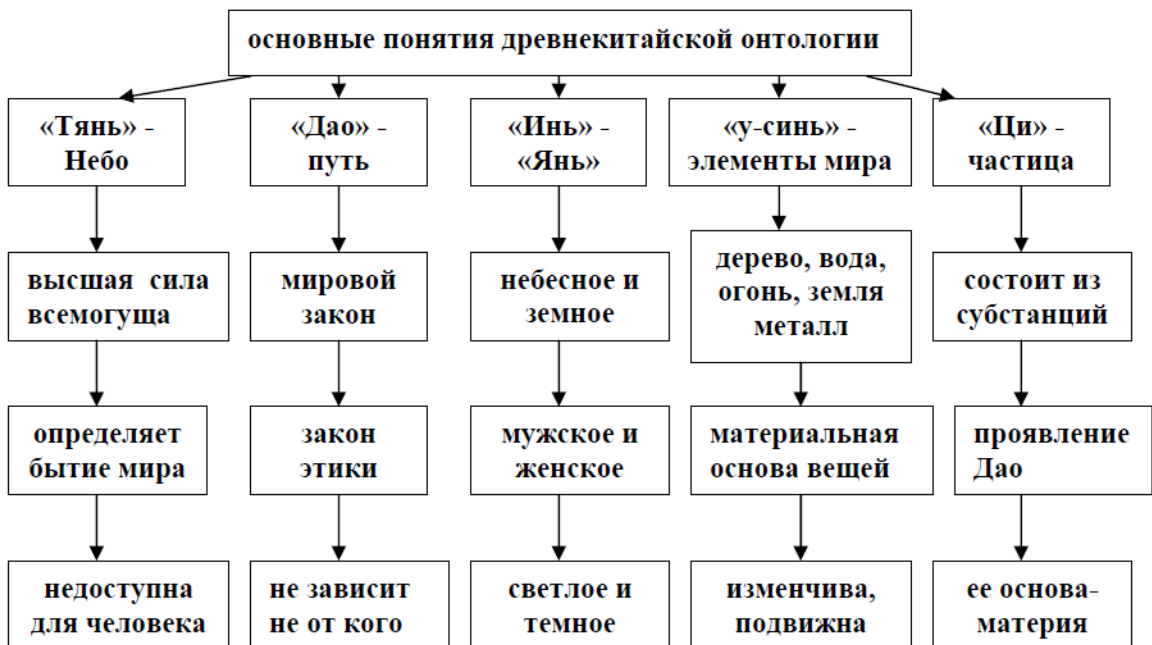 основные понятия древнекитайской онтологии
«Тянь» -
Небо
«Дао» -
путь
«Инь» -
«Янь»
«у-синь» -
элементы мира
«Ци» -
частица
высшая сила
всемогуща
мировой
закон
небесное и
земное
дерево, вода,
огонь, земля
металл
состоит из
субстанций
определяет
бытие мира
закон
этики
мужское и
женское
материальная
основа вещей
проявление
Дао
недоступна
для человека
не зависит
не от кого
светлое и
темное
изменчива,
подвижна
ее основа-
материя